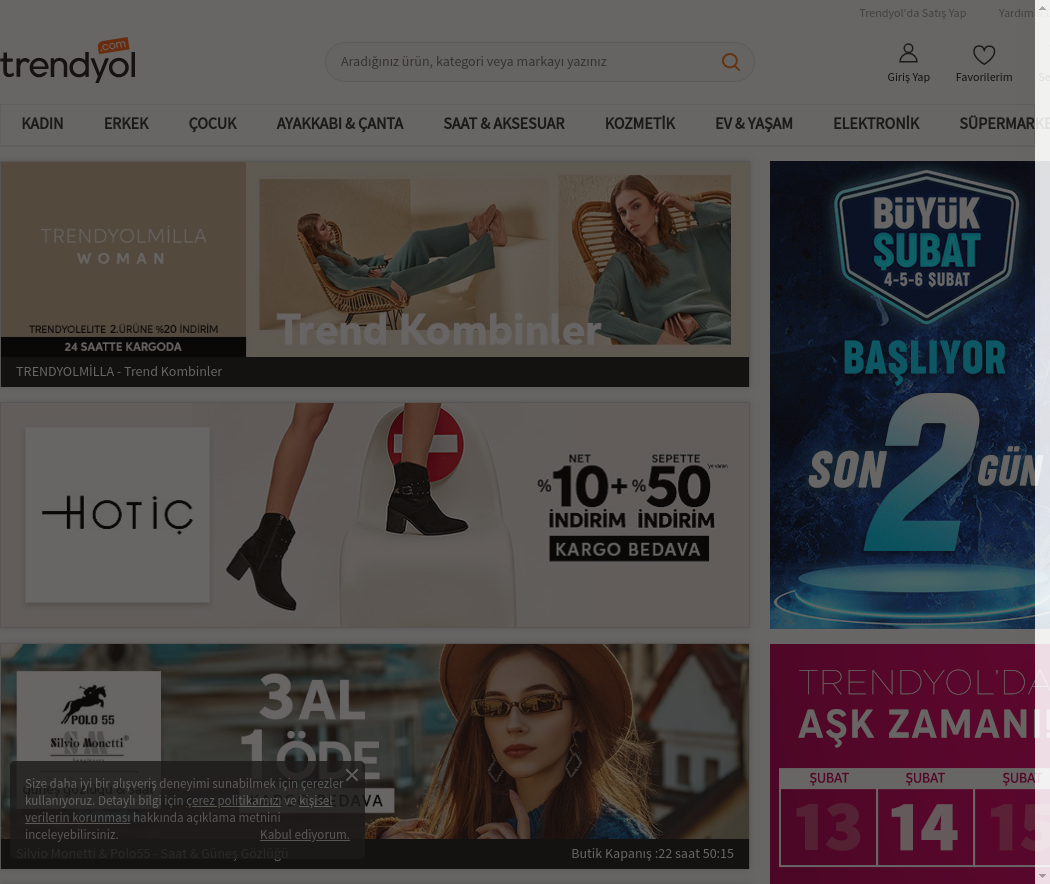 Trendyol'da Satış Yap
trendyol
.com
Aradığınız ürün, kategori veya markayı yazınız
Giriş Yap
Favorilerim
KADIN
ERKEK
ÇOCUK
AYAKKABI & ÇANTA
SAAT & AKSESUAR
KOZMETİK
EV & YAŞAM
ELEKTRONİK
SÜPERMARKE
TRENDYOLMILLA
WOMAN
TRENDYOLELITE 2.ÜRÜNE %20 İNDİRİM
24 SAATTE KARGODA
Trend Kombinler
TRENDYOLMİLLA - Trend Kombinler
BÜYÜK
ŞUBAT
4-5-6 ŞUBAT
BAŞLIYOR
SON 2 GÜN
HOTİÇ
NET
%10
İNDİRİM
+
SEPETTE
%50
İNDİRİM
KARGO BEDAVA
POLO 55
Silvio Monetti®
3 AL
1 ÖDE
TRENDYOL'DA
AŞK ZAMANI!
ŞUBAT
13
ŞUBAT
14
ŞUBAT
15
Size daha iyi bir alışveriş deneyimi sunabilmek için çerezler
kullanıyoruz. Detaylı bilgi için çerez politikamızı ve kişisel
verilerin korunması hakkında açıklama metnini
inceleyebilirsiniz.
Kabul ediyorum.
Silvio Monetti & Polo55 - Saat & Güneş Gözlüğü
Butik Kapanış :22 saat 50:15